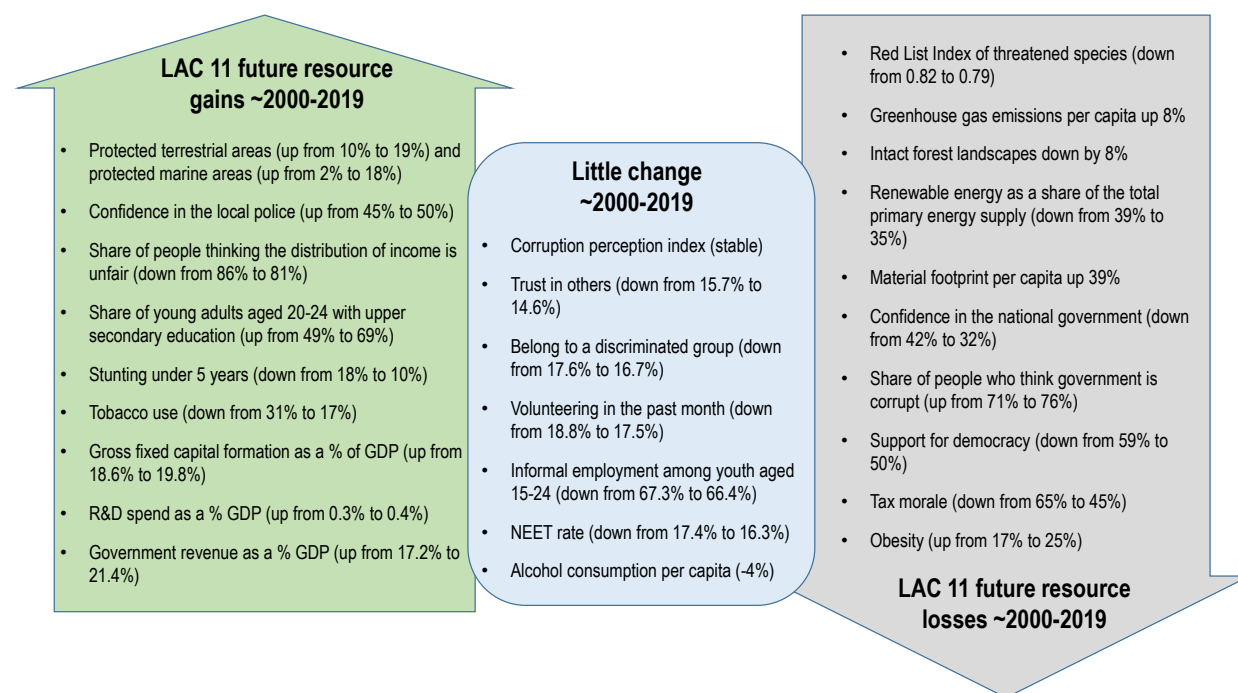 LAC 11 future resource
gains ~2000-2019
• Protected terrestrial areas (up from 10% to 19%) and
protected marine areas (up from 2% to 18%)
• Confidence in the local police (up from 45% to 50%)
• Share of people thinking the distribution of income is
unfair (down from 86% to 81%)
• Share of young adults aged 20-24 with upper
secondary education (up from 49% to 69%)
• Stunting under 5 years (down from 18% to 10%)
• Tobacco use (down from 31% to 17%)
• Gross fixed capital formation as a % of GDP (up from
18.6% to 19.8%)
• R&D spend as a % GDP (up from 0.3% to 0.4%)
• Government revenue as a % GDP (up from 17.2% to
21.4%)
Little change
~2000-2019
• Corruption perception index (stable)
• Trust in others (down from 15.7% to
14.6%)
• Belong to a discriminated group (down
from 17.6% to 16.7%)
• Volunteering in the past month (down
from 18.8% to 17.5%)
• Informal employment among youth aged
15-24 (down from 67.3% to 66.4%)
• NEET rate (down from 17.4% to 16.3%)
• Alcohol consumption per capita (-4%)
• Red List Index of threatened species (down
from 0.82 to 0.79)
• Greenhouse gas emissions per capita up 8%
• Intact forest landscapes down by 8%
• Renewable energy as a share of the total
primary energy supply (down from 39% to
35%)
• Material footprint per capita up 39%
• Confidence in the national government (down
from 42% to 32%)
• Share of people who think government is
corrupt (up from 71% to 76%)
• Support for democracy (down from 59% to
50%)
• Tax morale (down from 65% to 45%)
• Obesity (up from 17% to 25%)
LAC 11 future resource
losses ~2000-2019